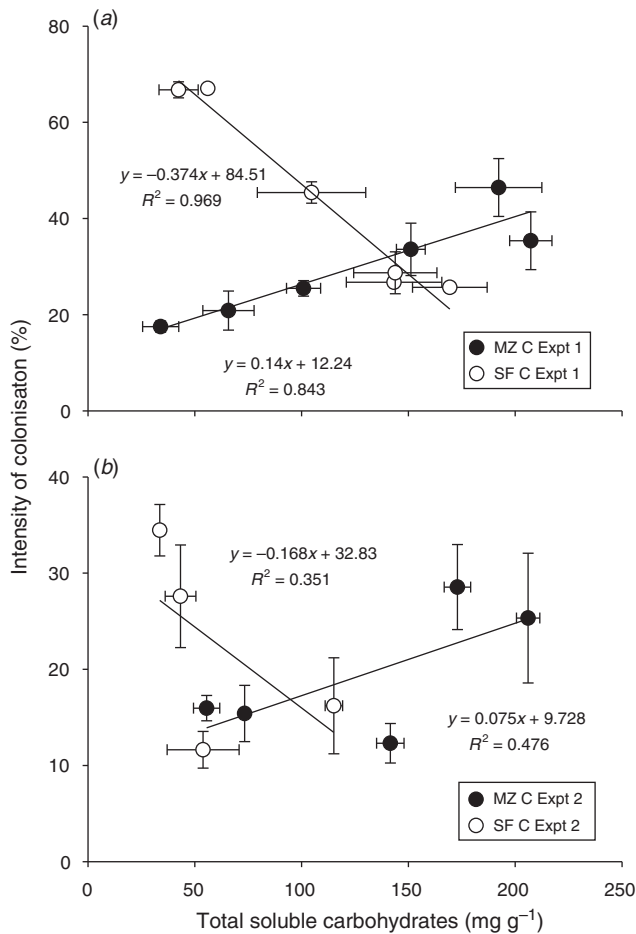 (a)
80
60
40
20
0
y = –0.374x + 84.51
R² = 0.969
y = 0.14x + 12.24
R² = 0.843
MZ C Expt 1
SF C Expt 1
Intensity of colonisaton (%)
(b)
40
30
20
10
0
y = –0.168x + 32.83
R² = 0.351
y = 0.075x + 9.728
R² = 0.476
MZ C Expt 2
SF C Expt 2
0 50 100 150 200 250
Total soluble carbohydrates (mg g⁻¹)